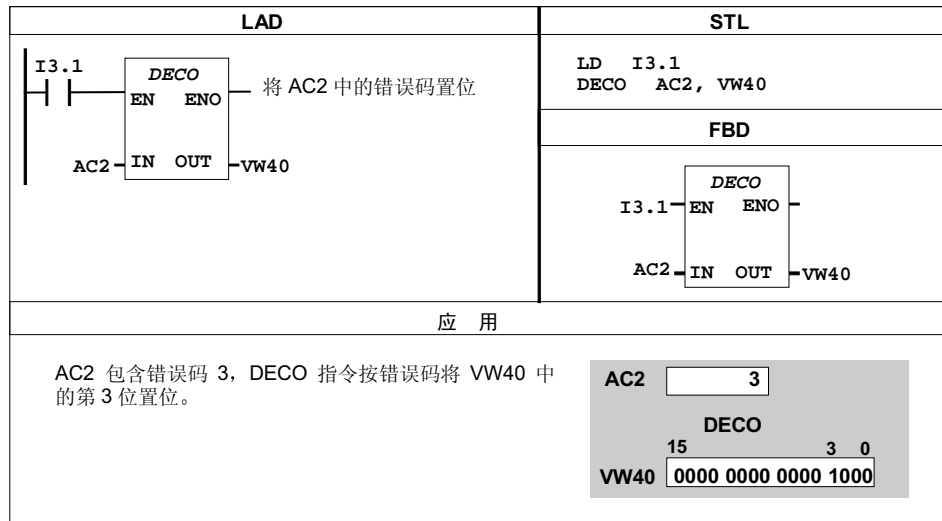 LAD
I3.1
DECO
EN ENO
将 AC2 中的错误码置位
AC2 IN OUT VW40
STL
LD I3.1
DECO AC2, VW40
FBD
DECO
I3.1 EN ENO
AC2 IN OUT VW40
应 用
AC2 包含错误码 3，DECO 指令按错误码将 VW40 中
的第 3 位置位。
AC2 3
DECO
15 3 0
VW40 0000 0000 0000 1000